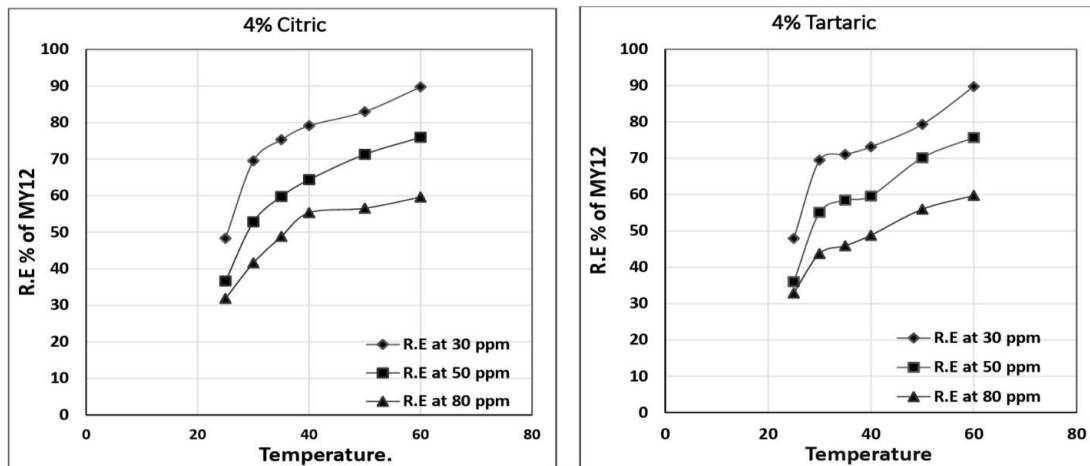 4% Citric
100
90
80
70
60
50
40
30
20
10
0
R.E % of MY12
R.E at 30 ppm
R.E at 50 ppm
R.E at 80 ppm
0 20 40 60 80
Temperature.
4% Tartaric
100
90
80
70
60
50
40
30
20
10
0
R.E % of MY12
R.E at 30 ppm
R.E at 50 ppm
R.E at 80 ppm
0 20 40 60 80
Temperature